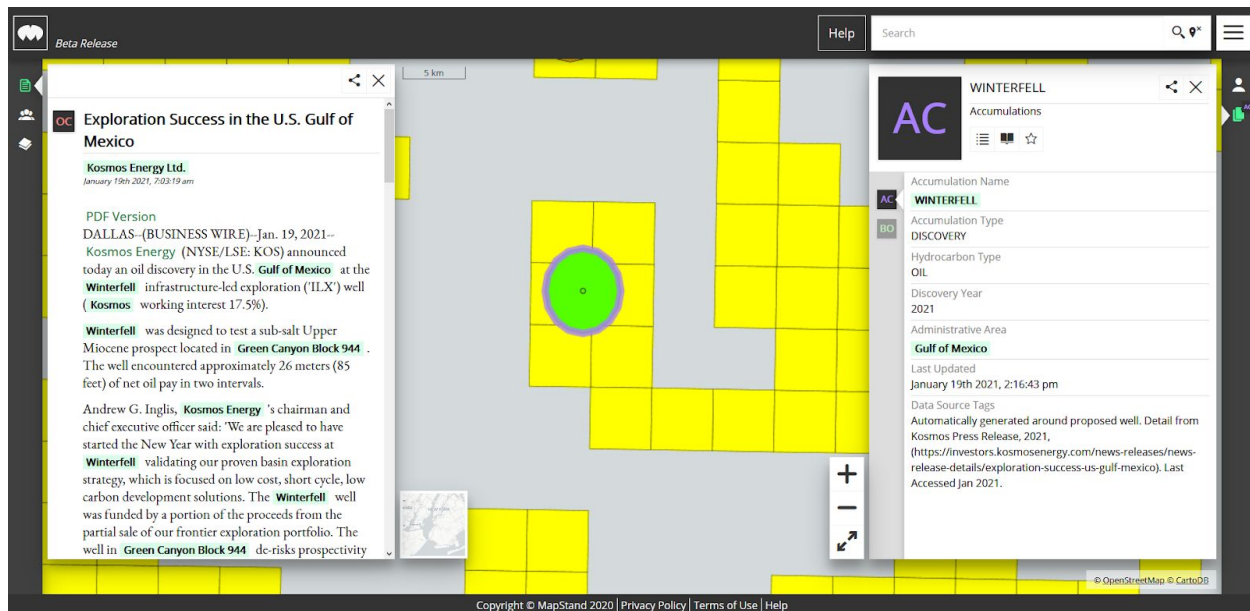 Beta Release
Help
Search
5 km
OC
Exploration Success in the U.S. Gulf of
Mexico
Kosmos Energy Ltd.
January 19th 2021, 7:03:19 am
PDF Version
DALLAS--(BUSINESS WIRE)--Jan. 19, 2021--
Kosmos Energy (NYSE/LSE: KOS) announced
today an oil discovery in the U.S. Gulf of Mexico at the
Winterfell infrastructure-led exploration ('ILX') well
( Kosmos working interest 17.5%).
Winterfell was designed to test a sub-salt Upper
Miocene prospect located in Green Canyon Block 944 .
The well encountered approximately 26 meters (85
feet) of net oil pay in two intervals.
Andrew G. Inglis, Kosmos Energy 's chairman and
chief executive officer said: 'We are pleased to have
started the New Year with exploration success at
Winterfell validating our proven basin exploration
strategy, which is focused on low cost, short cycle, low
carbon development solutions. The Winterfell well
was funded by a portion of the proceeds from the
partial sale of our frontier exploration portfolio. The
well in Green Canyon Block 944 de-risks prospectivity
AC
WINTERFELL
Accumulations
AC
BO
Accumulation Name
WINTERFELL
Accumulation Type
DISCOVERY
Hydrocarbon Type
OIL
Discovery Year
2021
Administrative Area
Gulf of Mexico
Last Updated
January 19th 2021, 2:16:43 pm
Data Source Tags
Automatically generated around proposed well. Detail from
Kosmos Press Release, 2021,
(https://investors.kosmosenergy.com/news-releases/news-
release-details/exploration-success-us-gulf-mexico). Last
Accessed Jan 2021.
© OpenStreetMap © CartoDB
Copyright © MapStand 2020 | Privacy Policy | Terms of Use | Help